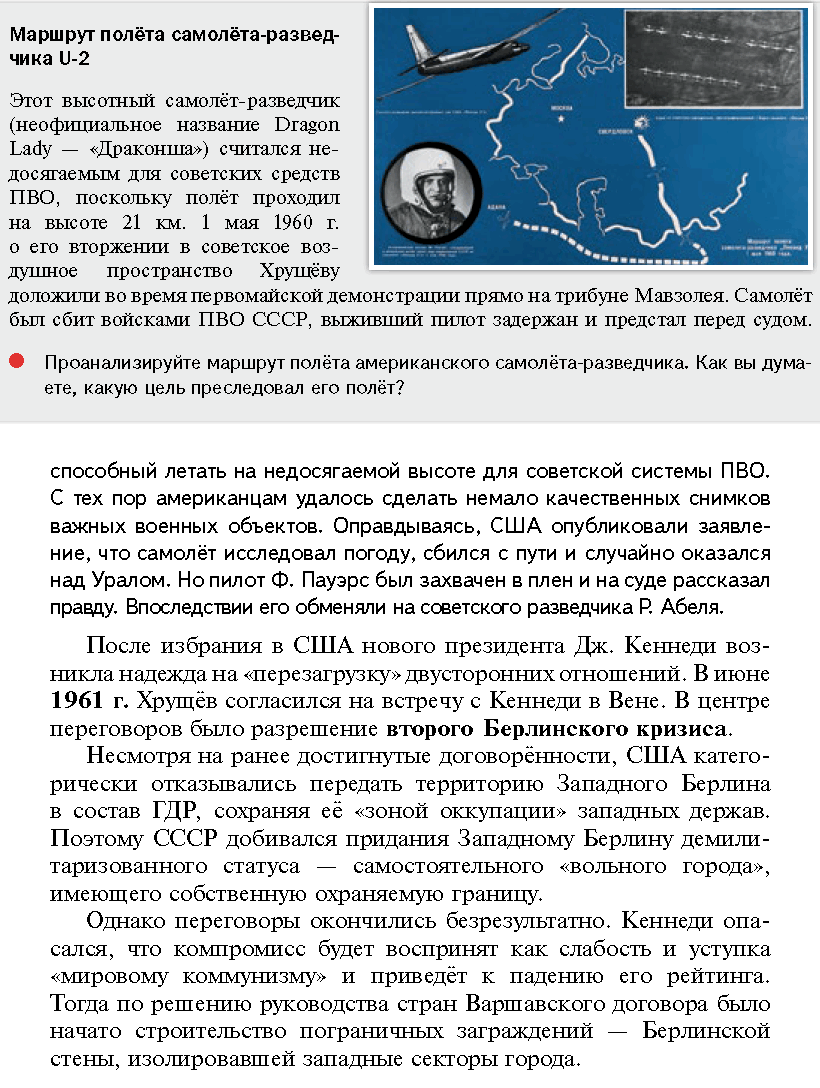 Маршрут полёта самолёта-развед-
чика U-2
Этот высотный самолёт-разведчик
(неофициальное название Dragon
Lady — «Драконша») считался не-
досягаемым для советских средств
ПВО, поскольку полёт проходил
на высоте 21 км. 1 мая 1960 г.
о его вторжении в советское воз-
душное пространство Хрущёву
доложили во время первомайской демонстрации прямо на трибуне Мавзолея. Самолёт
был сбит войсками ПВО СССР, выживший пилот задержан и предстал перед судом.
МОСКВА
СВЕРДЛОВСК
АДАНА
Маршрут полета
самолета-разведчика
мая 1960 года.
Проанализируйте маршрут полёта американского самолёта-разведчика. Как вы дума-
ете, какую цель преследовал его полёт?
способный летать на недосягаемой высоте для советской системы ПВО.
С тех пор американцам удалось сделать немало качественных снимков
важных военных объектов. Оправдываясь, США опубликовали заявле-
ние, что самолёт исследовал погоду, сбился с пути и случайно оказался
над Уралом. Но пилот Ф. Пауэрс был захвачен в плен и на суде рассказал
правду. Впоследствии его обменяли на советского разведчика Р. Абеля.
После избрания в США нового президента Дж. Кеннеди воз-
никла надежда на «перезагрузку» двусторонних отношений. В июне
1961 г. Хрущёв согласился на встречу с Кеннеди в Вене. В центре
переговоров было разрешение второго Берлинского кризиса.
Несмотря на ранее достигнутые договорённости, США катего-
рически отказывались передать территорию Западного Берлина
в состав ГДР, сохраняя её «зоной оккупации» западных держав.
Поэтому СССР добивался придания Западному Берлину демили-
таризованного статуса — самостоятельного «вольного города»,
имеющего собственную охраняемую границу.
Однако переговоры окончились безрезультатно. Кеннеди опа-
сался, что компромисс будет воспринят как слабость и уступка
«мировому коммунизму» и приведёт к падению его рейтинга.
Тогда по решению руководства стран Варшавского договора было
начато строительство пограничных заграждений — Берлинской
стены, изолировавшей западные секторы города.